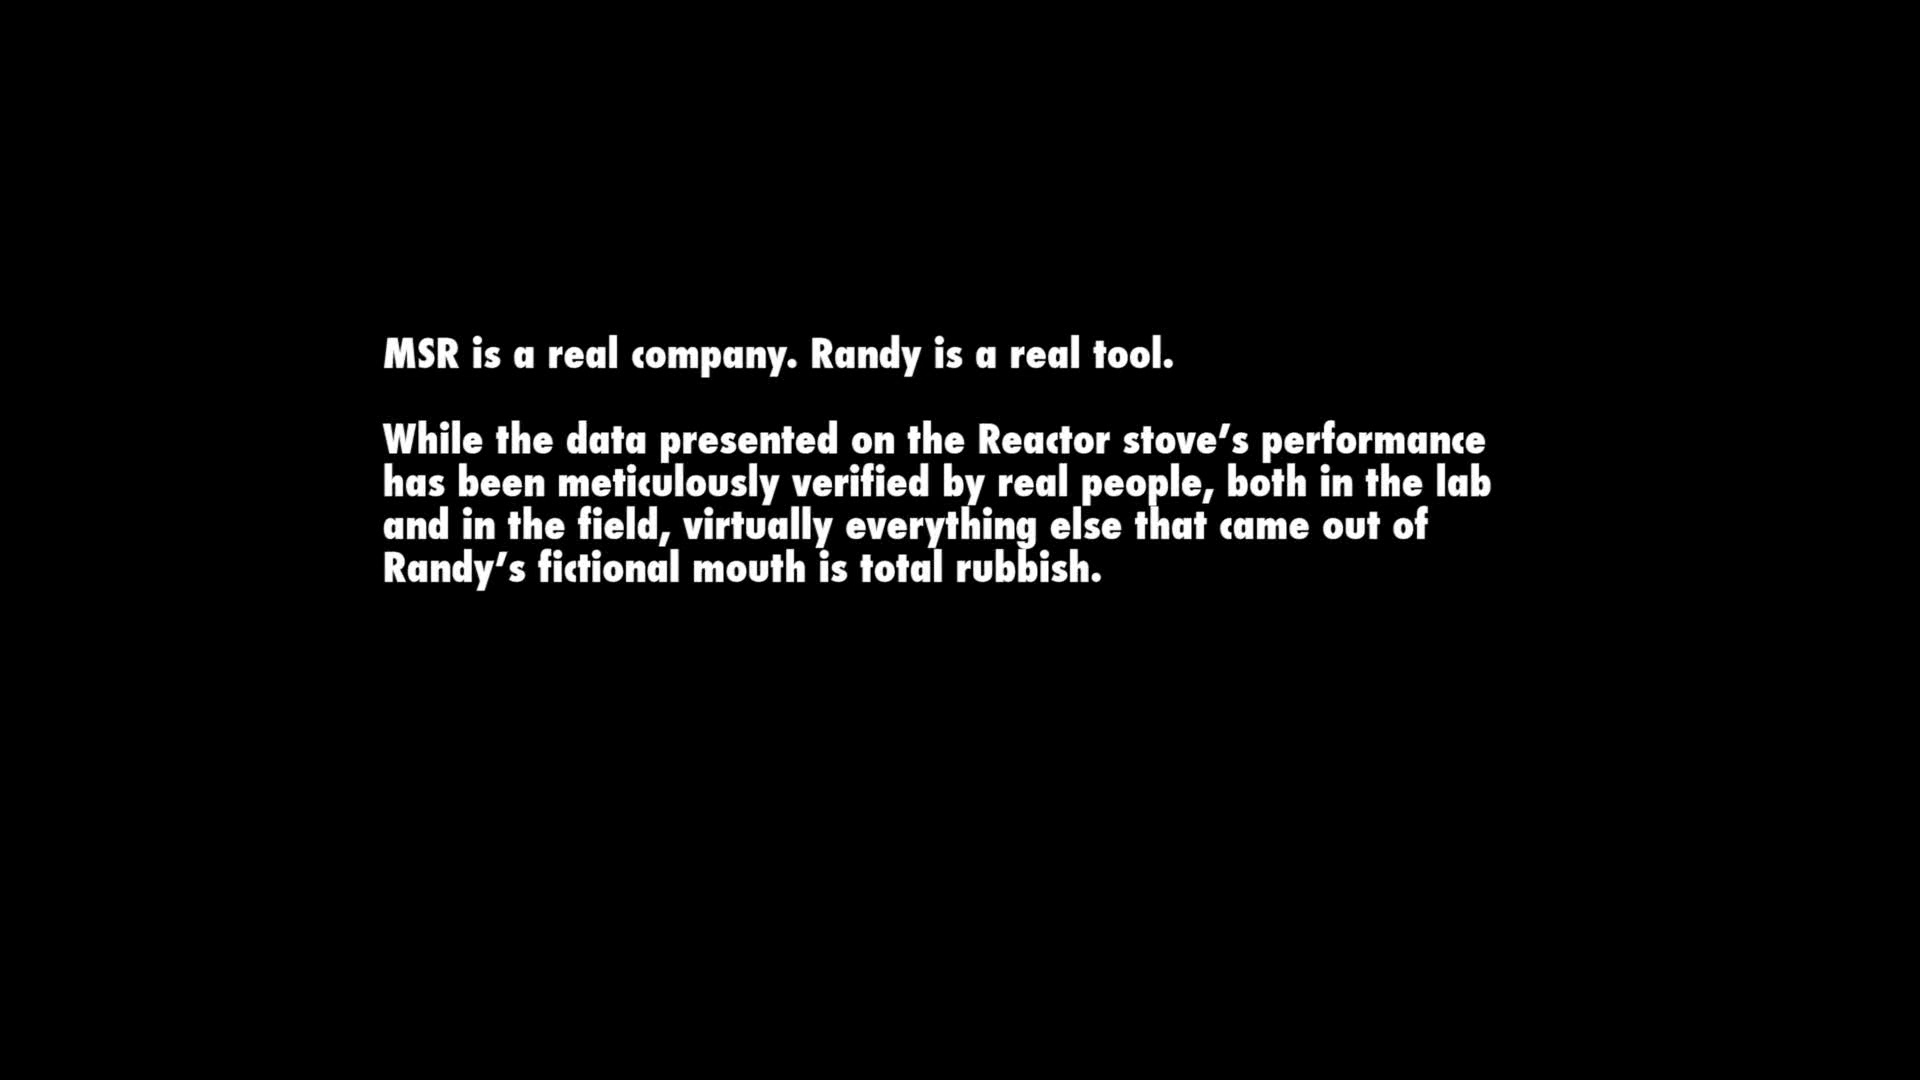 MSR is a real company. Randy is a real tool.
While the data presented on the Reactor stove’s performance
has been meticulously verified by real people, both in the lab
and in the field, virtually everything else that came out of
Randy’s fictional mouth is total rubbish.